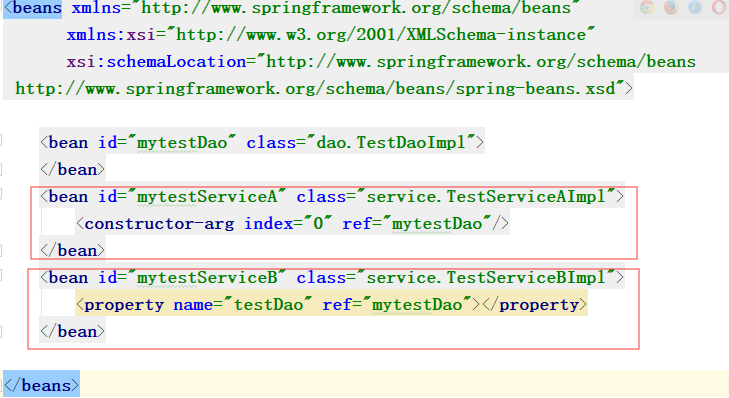 <beans xmlns="http://www.springframework.org/schema/beans"
xmlns:xsi="http://www.w3.org/2001/XMLSchema-instance"
xsi:schemaLocation="http://www.springframework.org/schema/beans
http://www.springframework.org/schema/beans/spring-beans.xsd">
<bean id="mytestDao" class="dao.TestDaoImpl">
</bean>
<bean id="mytestServiceA" class="service.TestServiceAImpl">
<constructor-arg index="0" ref="mytestDao"/>
</bean>
<bean id="mytestServiceB" class="service.TestServiceBImpl">
<property name="testDao" ref="mytestDao"></property>
</bean>
</beans>